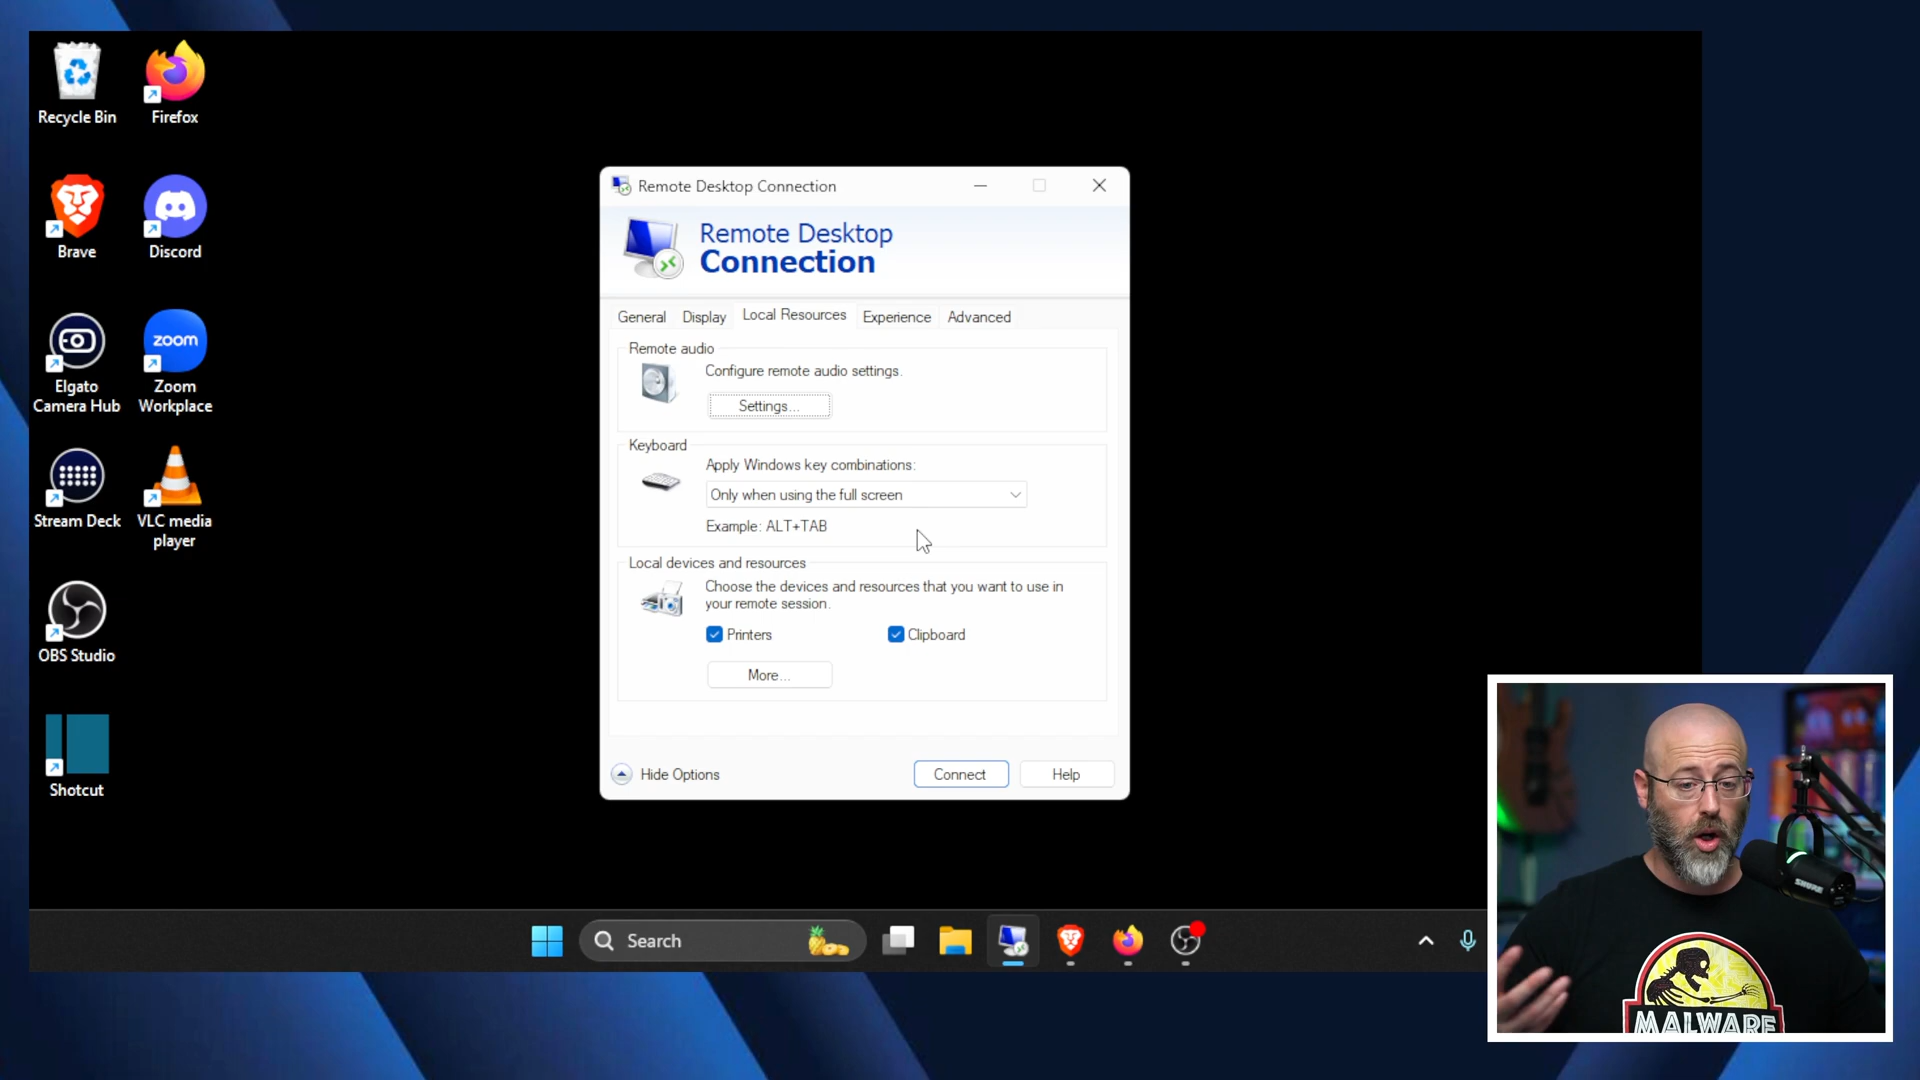 Recycle Bin
Firefox
Brave
Discord
Elgato
Camera Hub
zoom
Zoom
Workplace
Stream Deck
VLC media
player
OBS Studio
Shotcut
Remote Desktop Connection
Remote Desktop
Connection
General
Display
Local Resources
Experience
Advanced
Remote audio
Configure remote audio settings.
Settings...
Keyboard
Apply Windows key combinations:
Only when using the full screen
Example: ALT+TAB
Local devices and resources
Choose the devices and resources that you want to use in
your remote session.
Printers
Clipboard
More...
Hide Options
Connect
Help
Search
SHURE
MALWARE